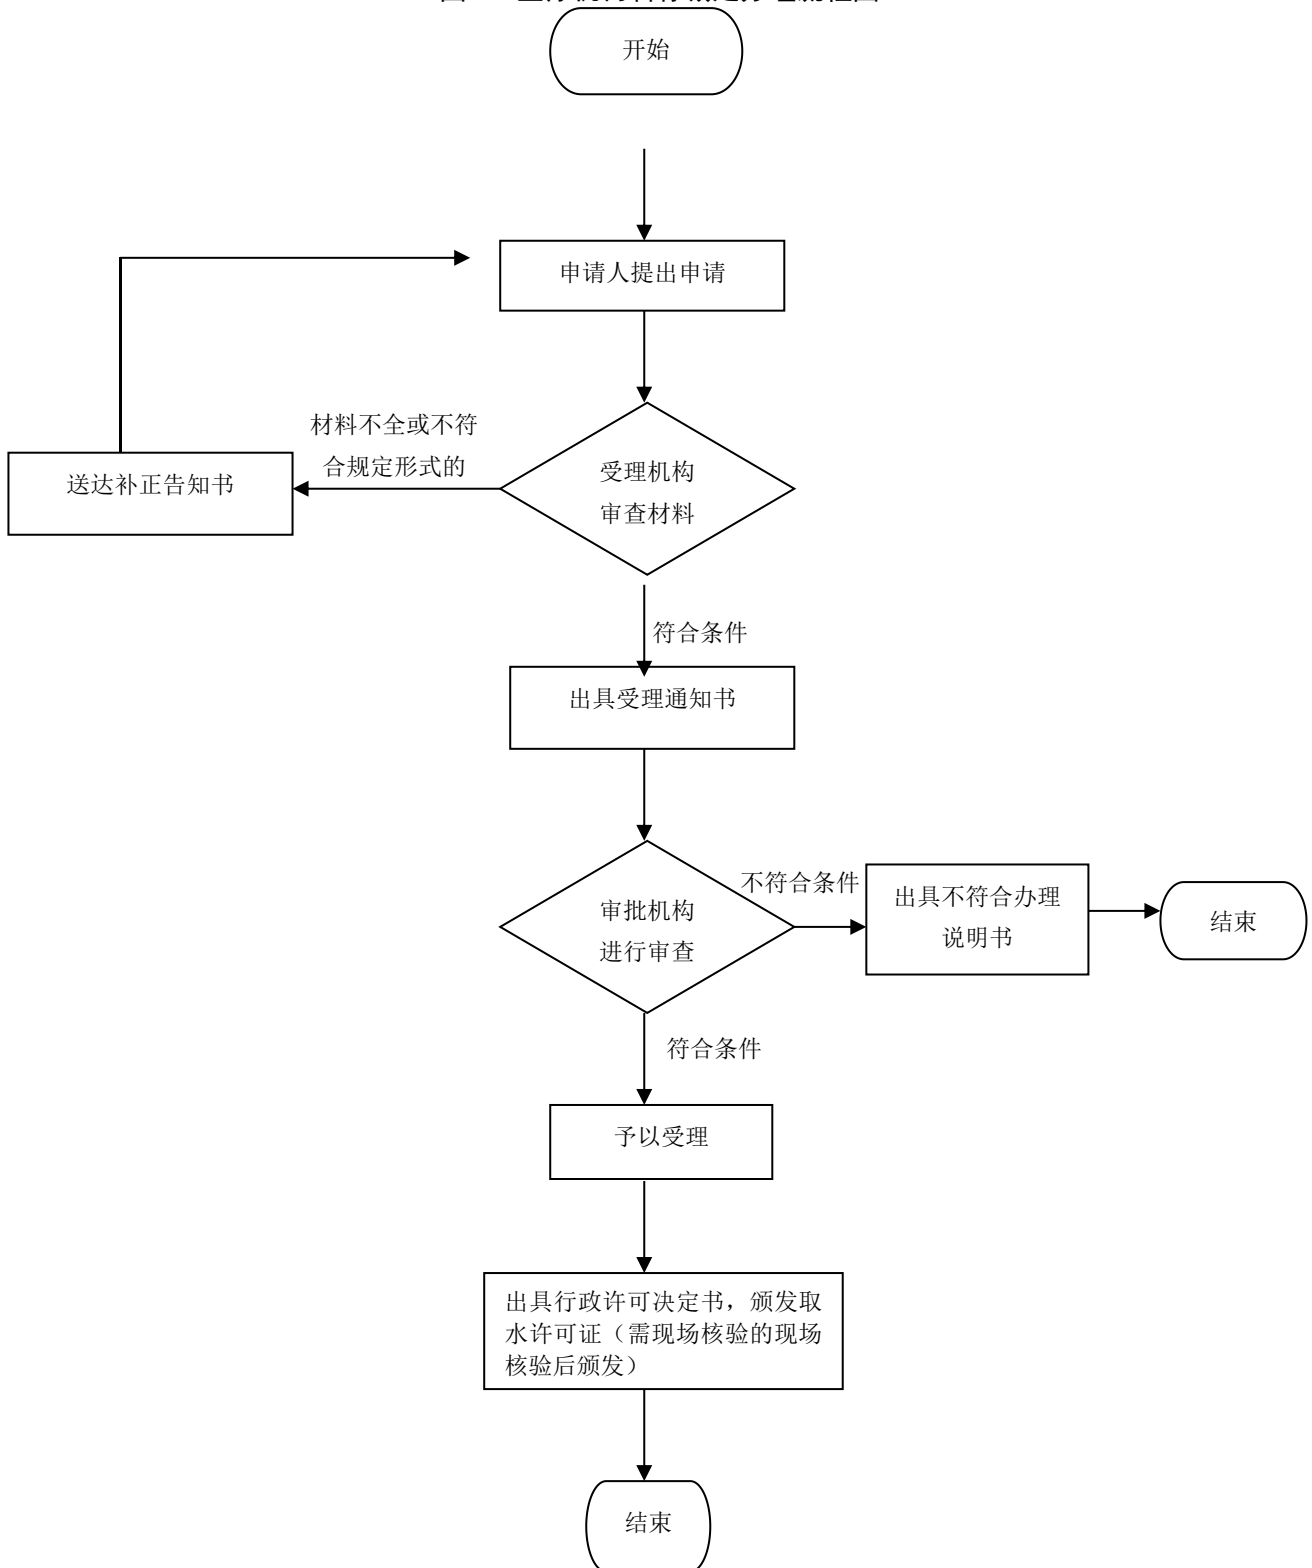 开始
申请人提出申请
材料不全或不符
合规定形式的
送达补正告知书
受理机构
审查材料
符合条件
出具受理通知书
不符合条件
审批机构
进行审查
出具不符合办理
说明书
结束
符合条件
予以受理
出具行政许可决定书，颁发取
水许可证（需现场核验的现场
核验后颁发）
结束